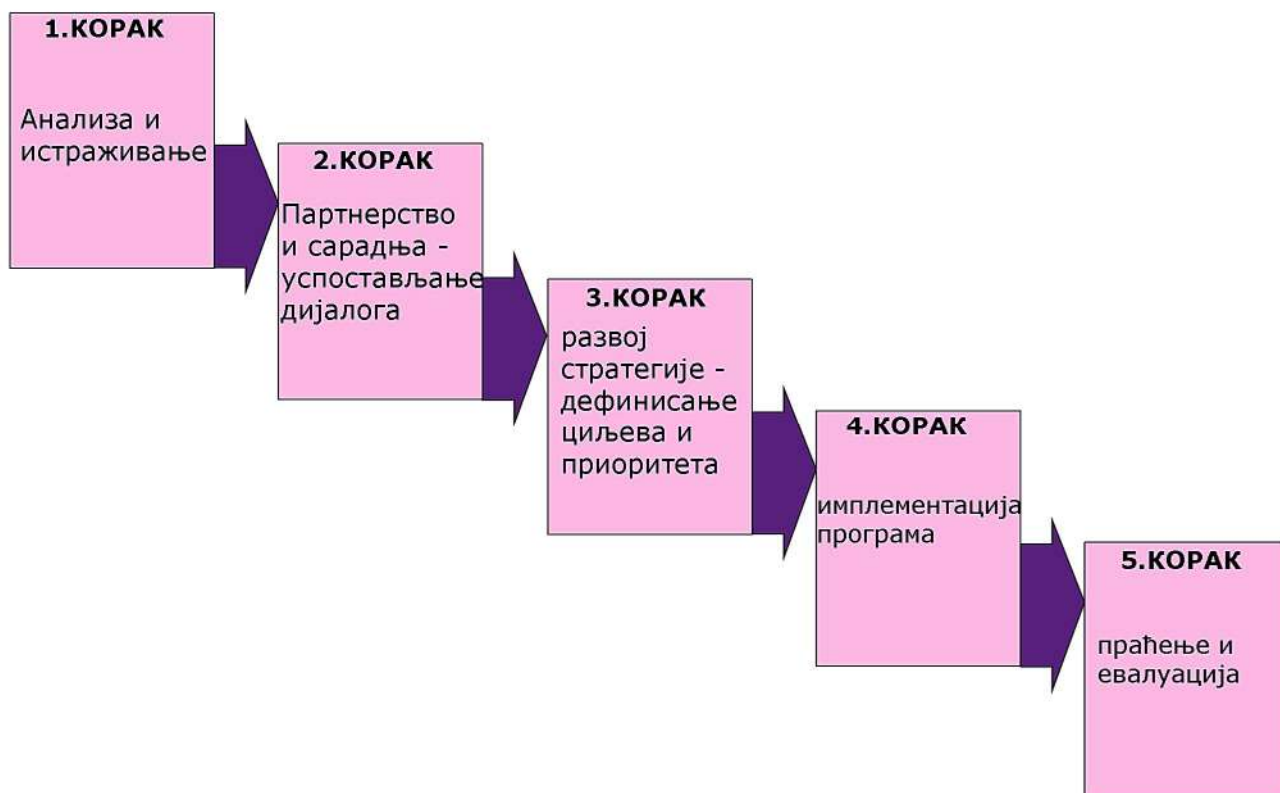 1.КОРАК
Анализа и
истраживање
2.КОРАК
Партнерство
и сарадња -
успостављање
дијалога
3.КОРАК
развој
стратегије -
дефинисање
циљева и
приоритета
4.КОРАК
имплементација
програма
5.КОРАК
праћење и
евалуација